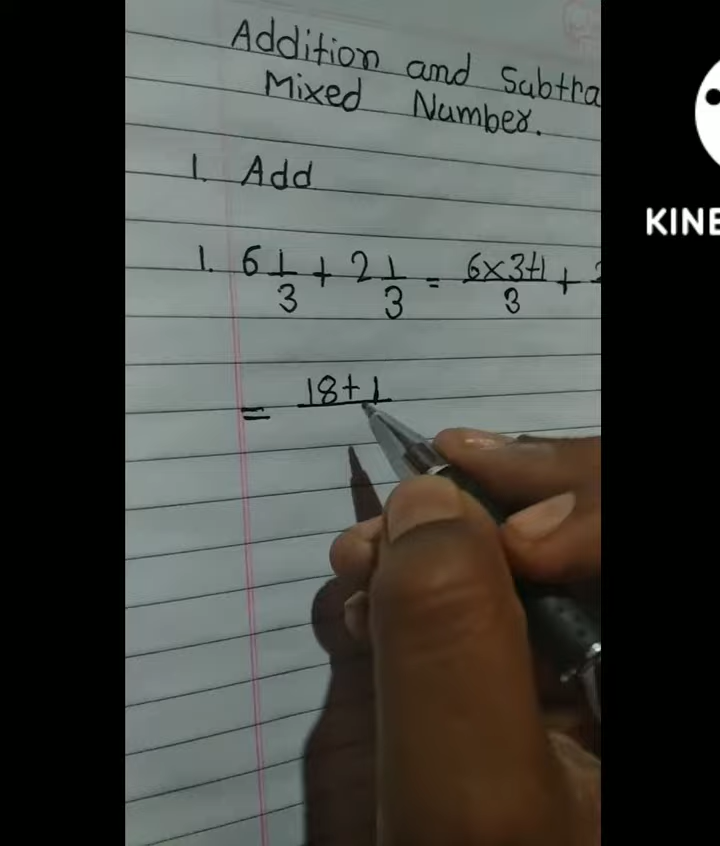 Addition and Subtra
Mixed Number.
1. Add
1. 6 1/3 + 2 1/3 = 6×3+1/3 +
= 18+1
KINE